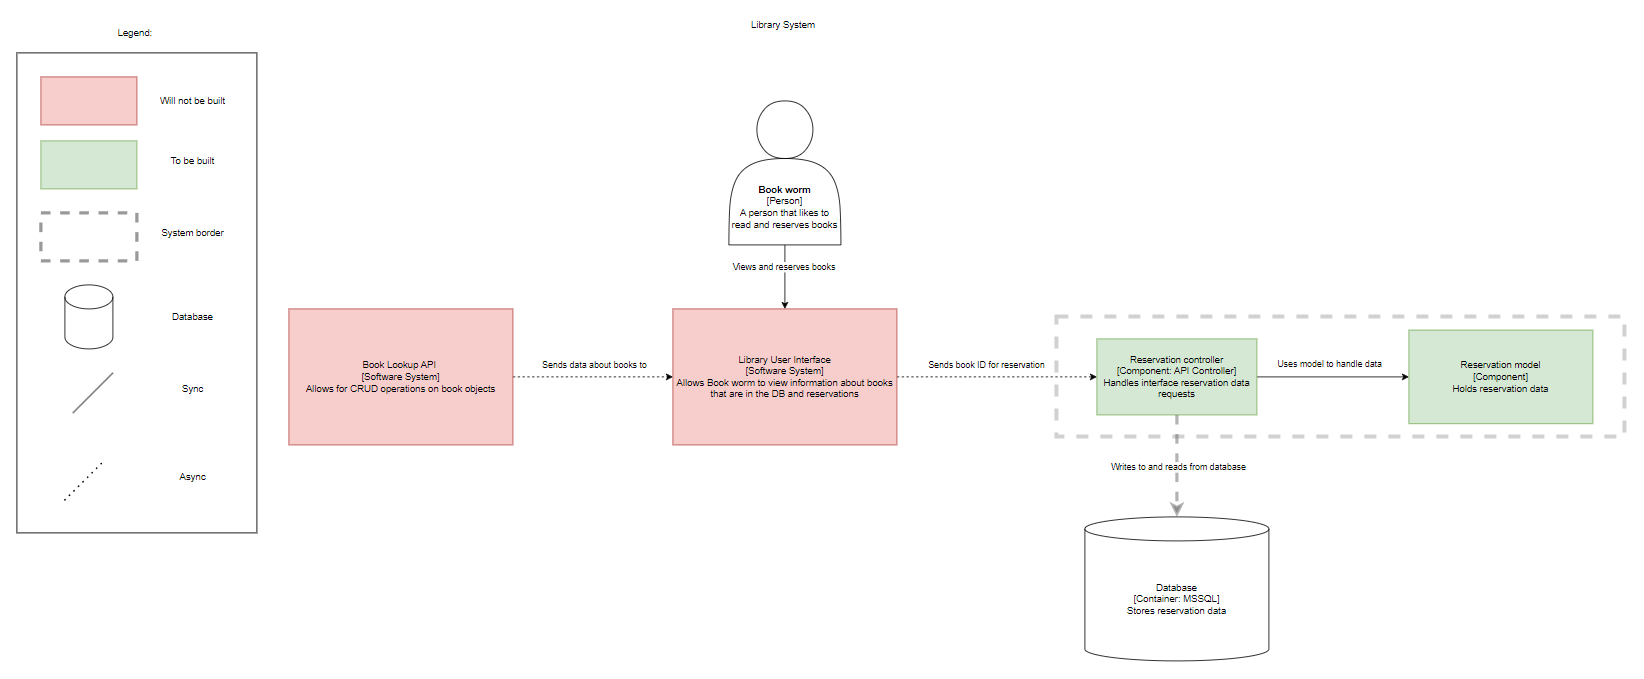 Library System
Legend:
Will not be built
To be built
System border
Database
Sync
Async
Book worm
[Person]
A person that likes to
read and reserves books
Views and reserves books
Book Lookup API
[Software System]
Allows for CRUD operations on book objects
Sends data about books to
Library User Interface
[Software System]
Allows Book worm to view information about books
that are in the DB and reservations
Sends book ID for reservation
Reservation controller
[Component: API Controller]
Handles interface reservation data
requests
Uses model to handle data
Reservation model
[Component]
Holds reservation data
Writes to and reads from database
Database
[Container: MSSQL]
Stores reservation data